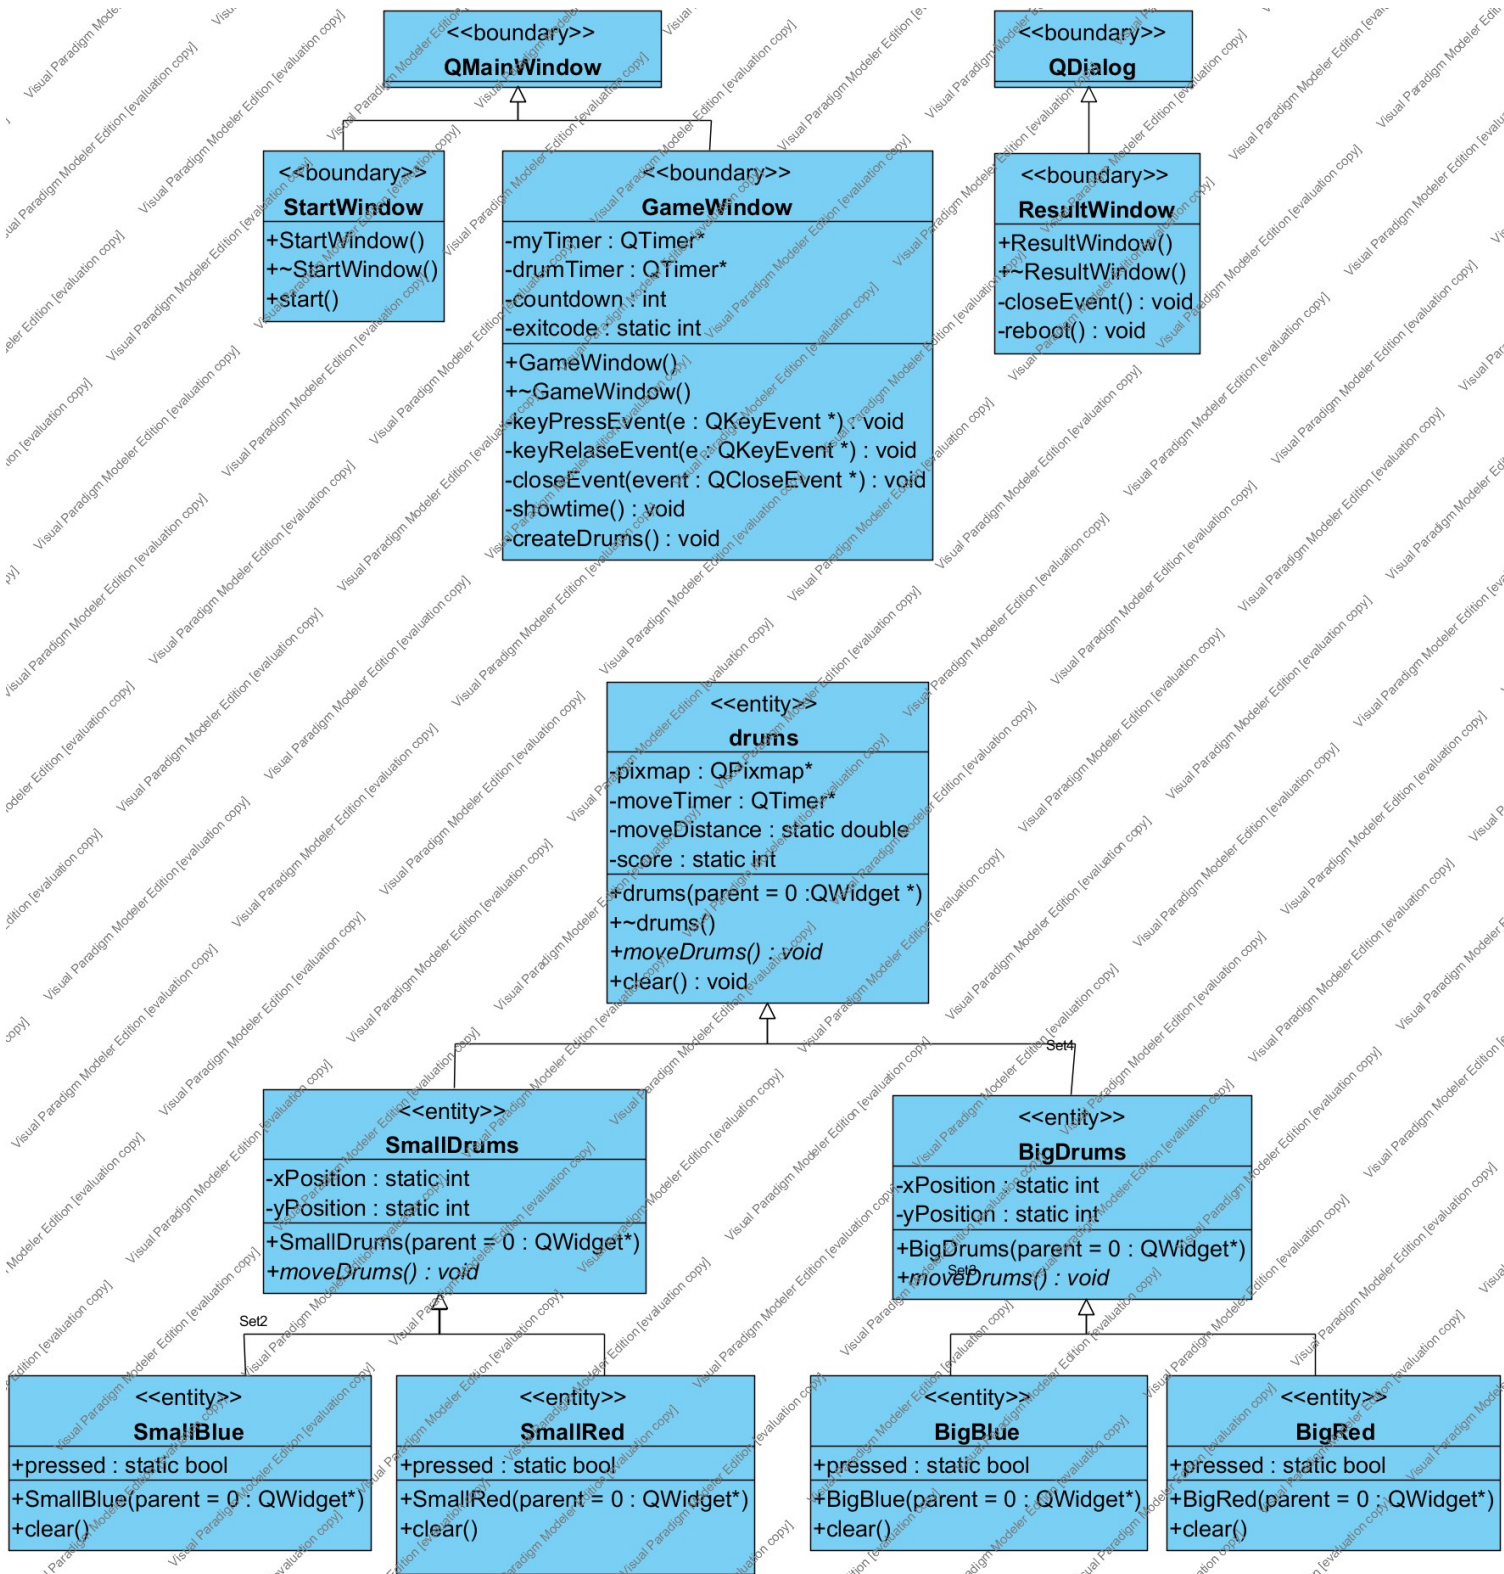 <<boundary>>
QMainWindow
<<boundary>>
QDialog
<<boundary>>
StartWindow
+StartWindow()
+~StartWindow()
+start()
<<boundary>>
GameWindow
-myTimer : QTimer*
-drumTimer : QTimer*
-countdown : int
-exitcode : static int
+GameWindow()
+~GameWindow()
-keyPressEvent(e : QKeyEvent *) : void
-keyRelaseEvent(e : QKeyEvent *) : void
-closeEvent(event : QCloseEvent *) : void
-showtime() : void
-createDrums() : void
<<boundary>>
ResultWindow
+ResultWindow()
+~ResultWindow()
-closeEvent() : void
-reboot() : void
<<entity>>
drums
-pixmap : QPixmap*
-moveTimer : QTimer*
-moveDistance : static double
-score : static int
+drums(parent = 0 :QWidget *)
+~drums()
+moveDrums() : void
+clear() : void
Set4
<<entity>>
SmallDrums
-xPosition : static int
-yPosition : static int
+SmallDrums(parent = 0 : QWidget*)
+moveDrums() : void
<<entity>>
BigDrums
-xPosition : static int
-yPosition : static int
+BigDrums(parent = 0 : QWidget*)
+moveDrums() : void
Set3
Set2
<<entity>>
SmallBlue
+pressed : static bool
+SmallBlue(parent = 0 : QWidget*)
+clear()
<<entity>>
SmallRed
+pressed : static bool
+SmallRed(parent = 0 : QWidget*)
+clear()
<<entity>>
BigBlue
+pressed : static bool
+BigBlue(parent = 0 : QWidget*)
+clear()
<<entity>>
BigRed
+pressed : static bool
+BigRed(parent = 0 : QWidget*)
+clear()
Visual Paradigm Modeler Edition [evaluation copy]